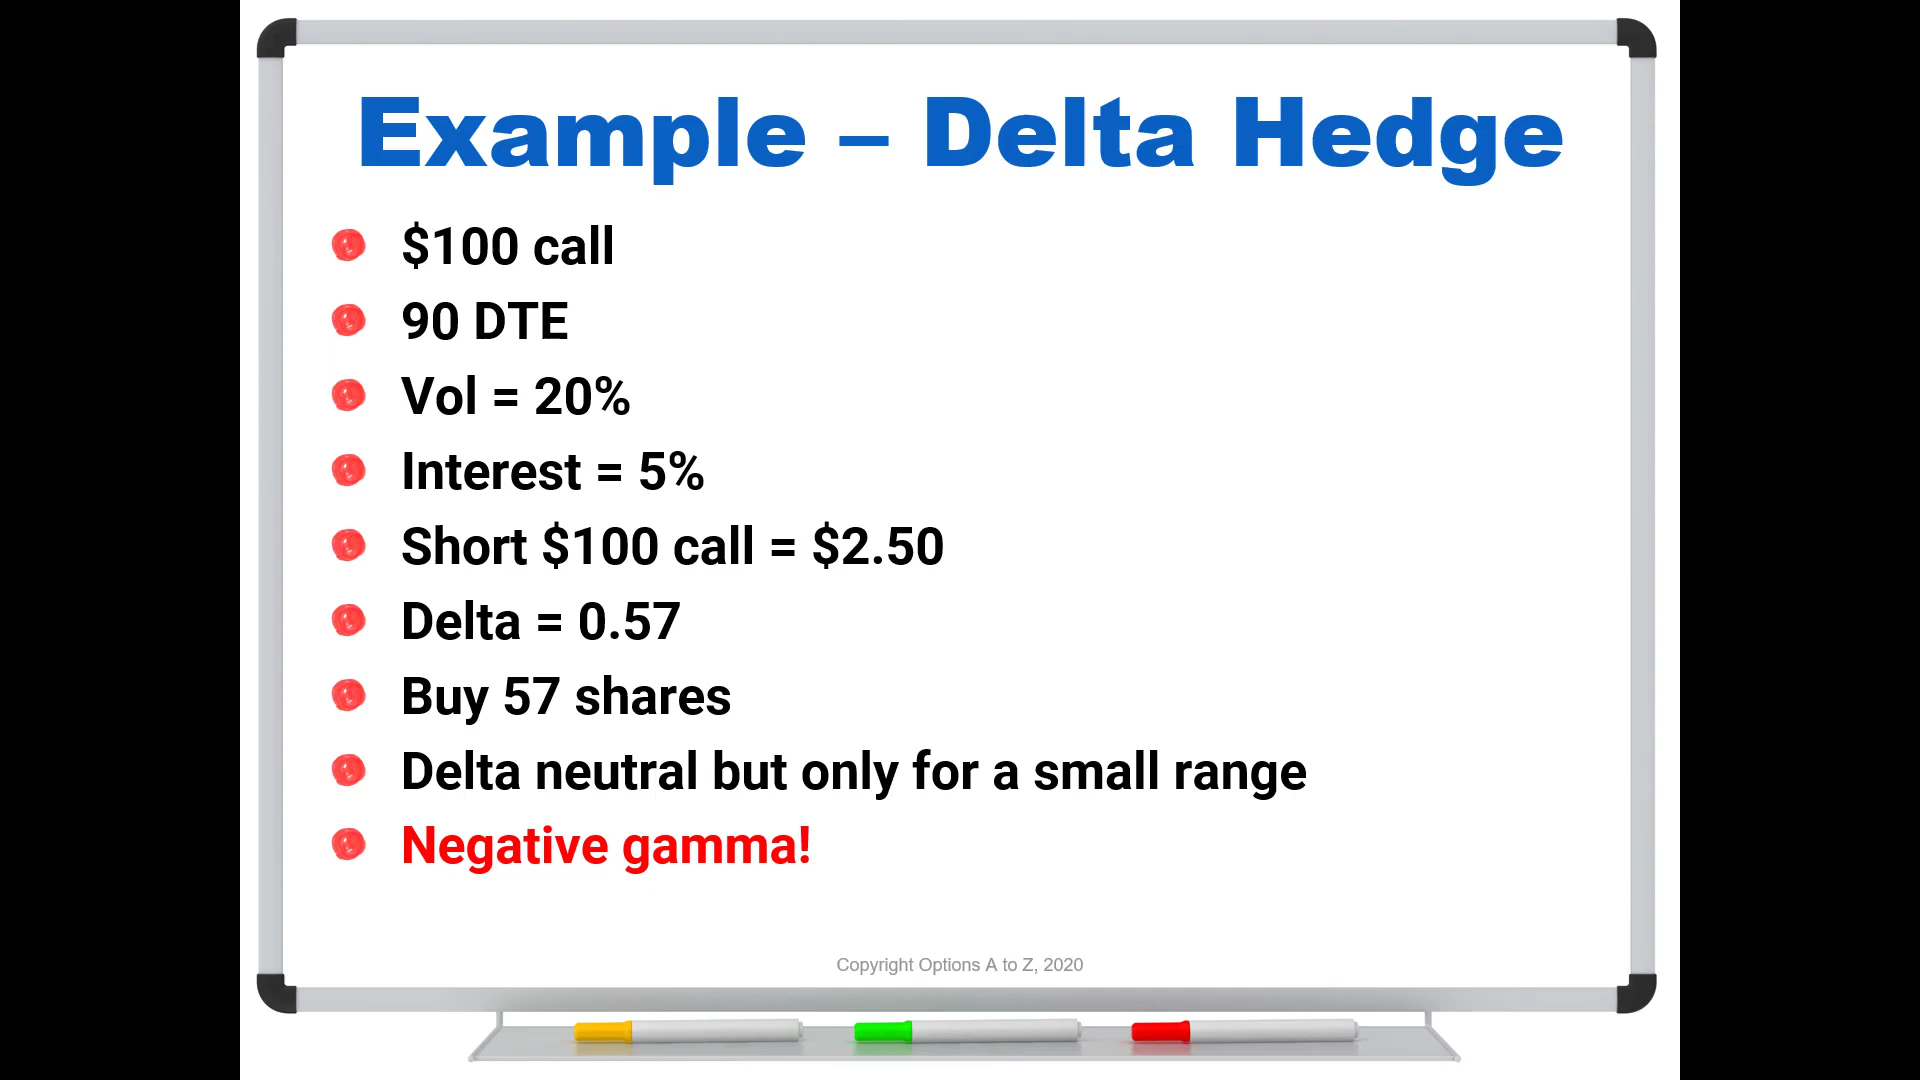 Example – Delta Hedge
$100 call
90 DTE
Vol = 20%
Interest = 5%
Short $100 call = $2.50
Delta = 0.57
Buy 57 shares
Delta neutral but only for a small range
Negative gamma!
Copyright Options A to Z, 2020